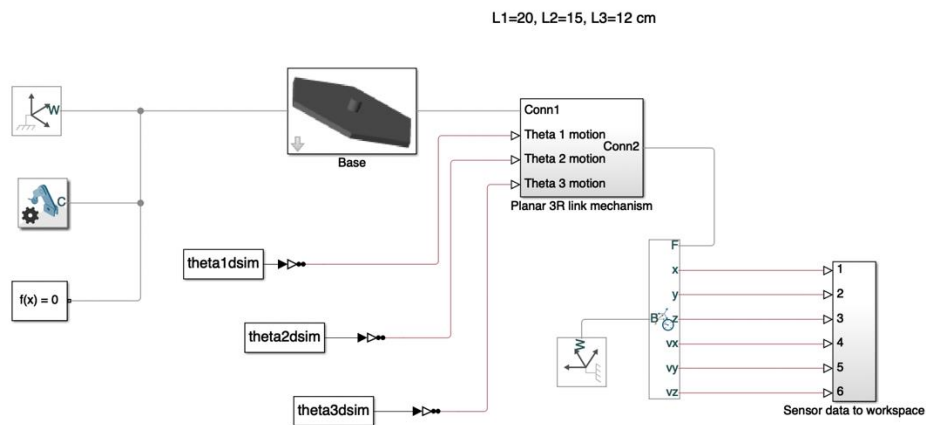 L1=20, L2=15, L3=12 cm
W
C
f(x) = 0
Base
Conn1
Theta 1 motion
Theta 2 motion
Theta 3 motion
Conn2
Planar 3R link mechanism
theta1dsim
theta2dsim
theta3dsim
W
B
F
x
y
z
vx
vy
vz
1
2
3
4
5
6
Sensor data to workspace